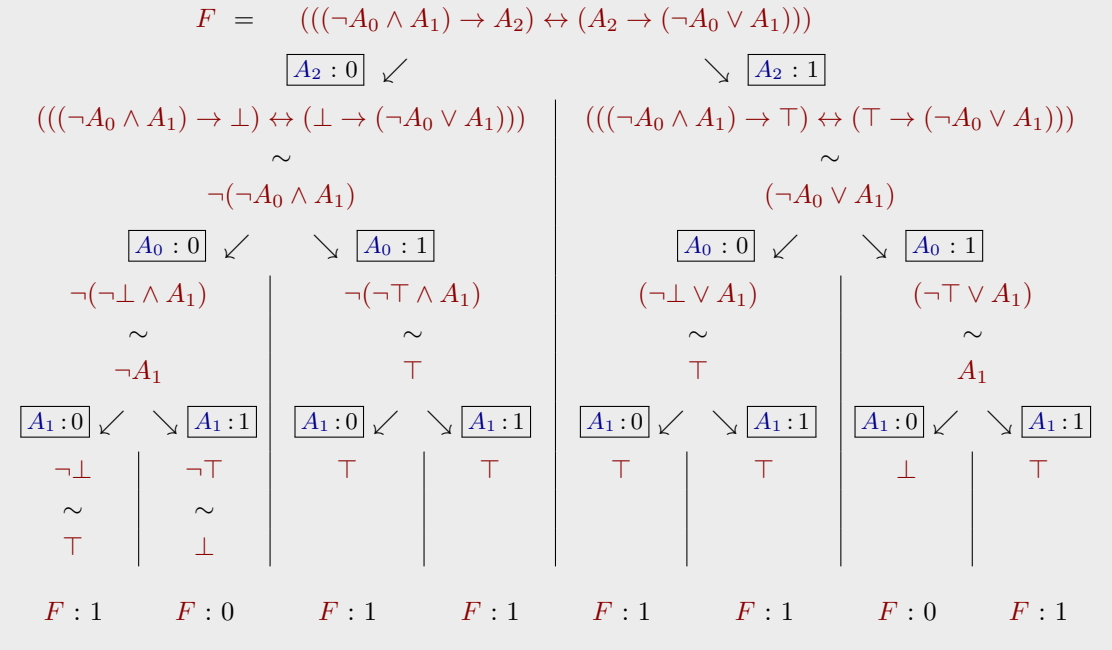 F = (((¬A₀ ∧ A₁) → A₂) ↔ (A₂ → (¬A₀ ∨ A₁)))
A₂ : 0 ↙ ↘ A₂ : 1
(((¬A₀ ∧ A₁) → ⊥) ↔ (⊥ → (¬A₀ ∨ A₁))) (((¬A₀ ∧ A₁) → ⊤) ↔ (⊤ → (¬A₀ ∨ A₁)))
∼ ∼
¬(¬A₀ ∧ A₁) (¬A₀ ∨ A₁)
A₀ : 0 ↙ ↘ A₀ : 1 A₀ : 0 ↙ ↘ A₀ : 1
¬(¬⊥ ∧ A₁) ¬(¬⊤ ∧ A₁) (¬⊥ ∨ A₁) (¬⊤ ∨ A₁)
∼ ∼ ∼ ∼
¬A₁ ⊤ ⊤ A₁
A₁ : 0 ↙ ↘ A₁ : 1 A₁ : 0 ↙ ↘ A₁ : 1 A₁ : 0 ↙ ↘ A₁ : 1 A₁ : 0 ↙ ↘ A₁ : 1
¬⊥ ¬⊤ ⊤ ⊤ ⊤ ⊤ ⊥ ⊤
∼ ∼
⊤ ⊥
F : 1 F : 0 F : 1 F : 1 F : 1 F : 1 F : 0 F : 1